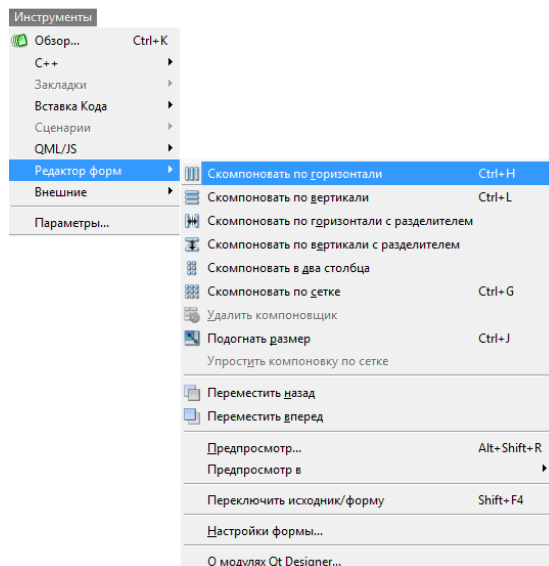 Инструменты
Обзор... Ctrl+K
C++
Закладки
Вставка Кода
Сценарии
QML/JS
Редактор форм
Внешние
Параметры...
Скомпоновать по горизонтали Ctrl+H
Скомпоновать по вертикали Ctrl+L
Скомпоновать по горизонтали с разделителем
Скомпоновать по вертикали с разделителем
Скомпоновать в два столбца
Скомпоновать по сетке Ctrl+G
Удалить компоновщик
Подогнать размер Ctrl+J
Упростить компоновку по сетке
Переместить назад
Переместить вперед
Предпросмотр... Alt+Shift+R
Предпросмотр в
Переключить исходник/форму Shift+F4
Настройки формы...
О модулях Qt Designer...